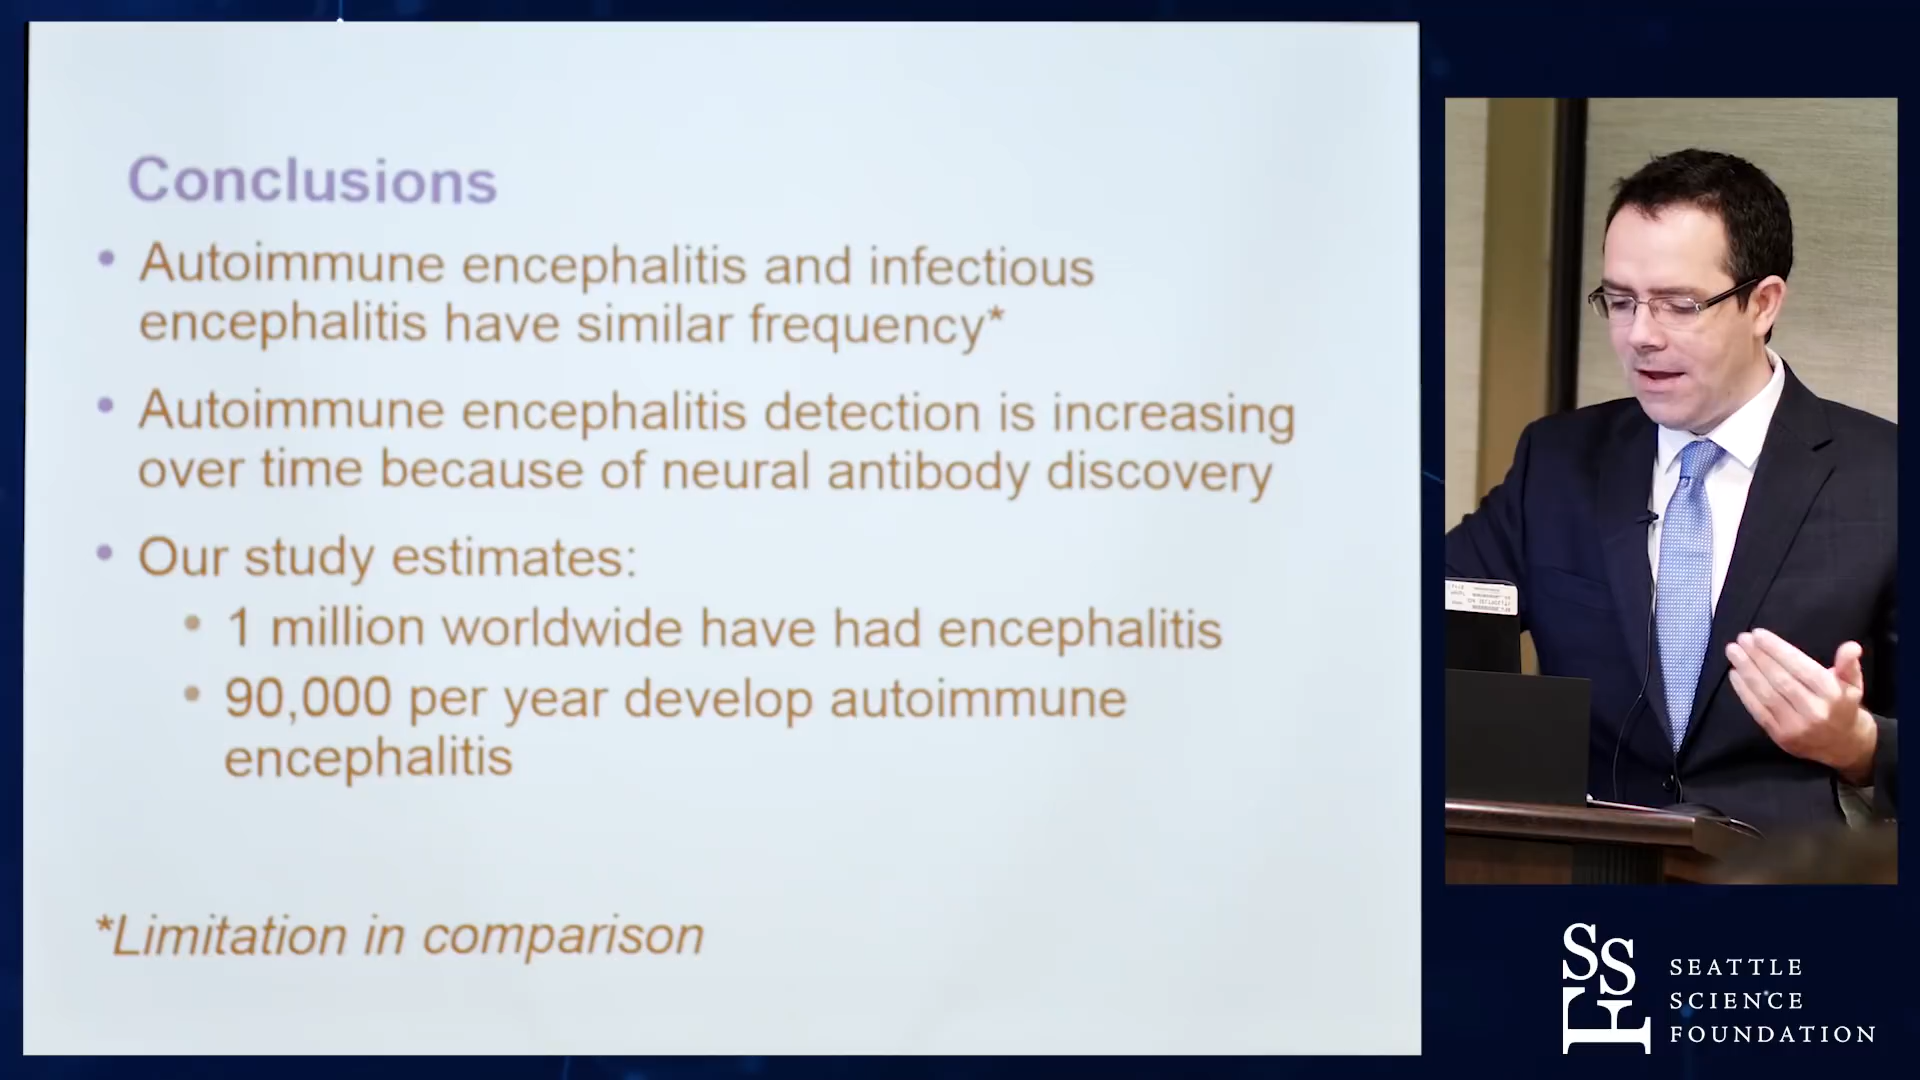 Conclusions
• Autoimmune encephalitis and infectious
encephalitis have similar frequency*
• Autoimmune encephalitis detection is increasing
over time because of neural antibody discovery
• Our study estimates:
• 1 million worldwide have had encephalitis
• 90,000 per year develop autoimmune
encephalitis
*Limitation in comparison
SSF
SEATTLE
SCIENCE
FOUNDATION